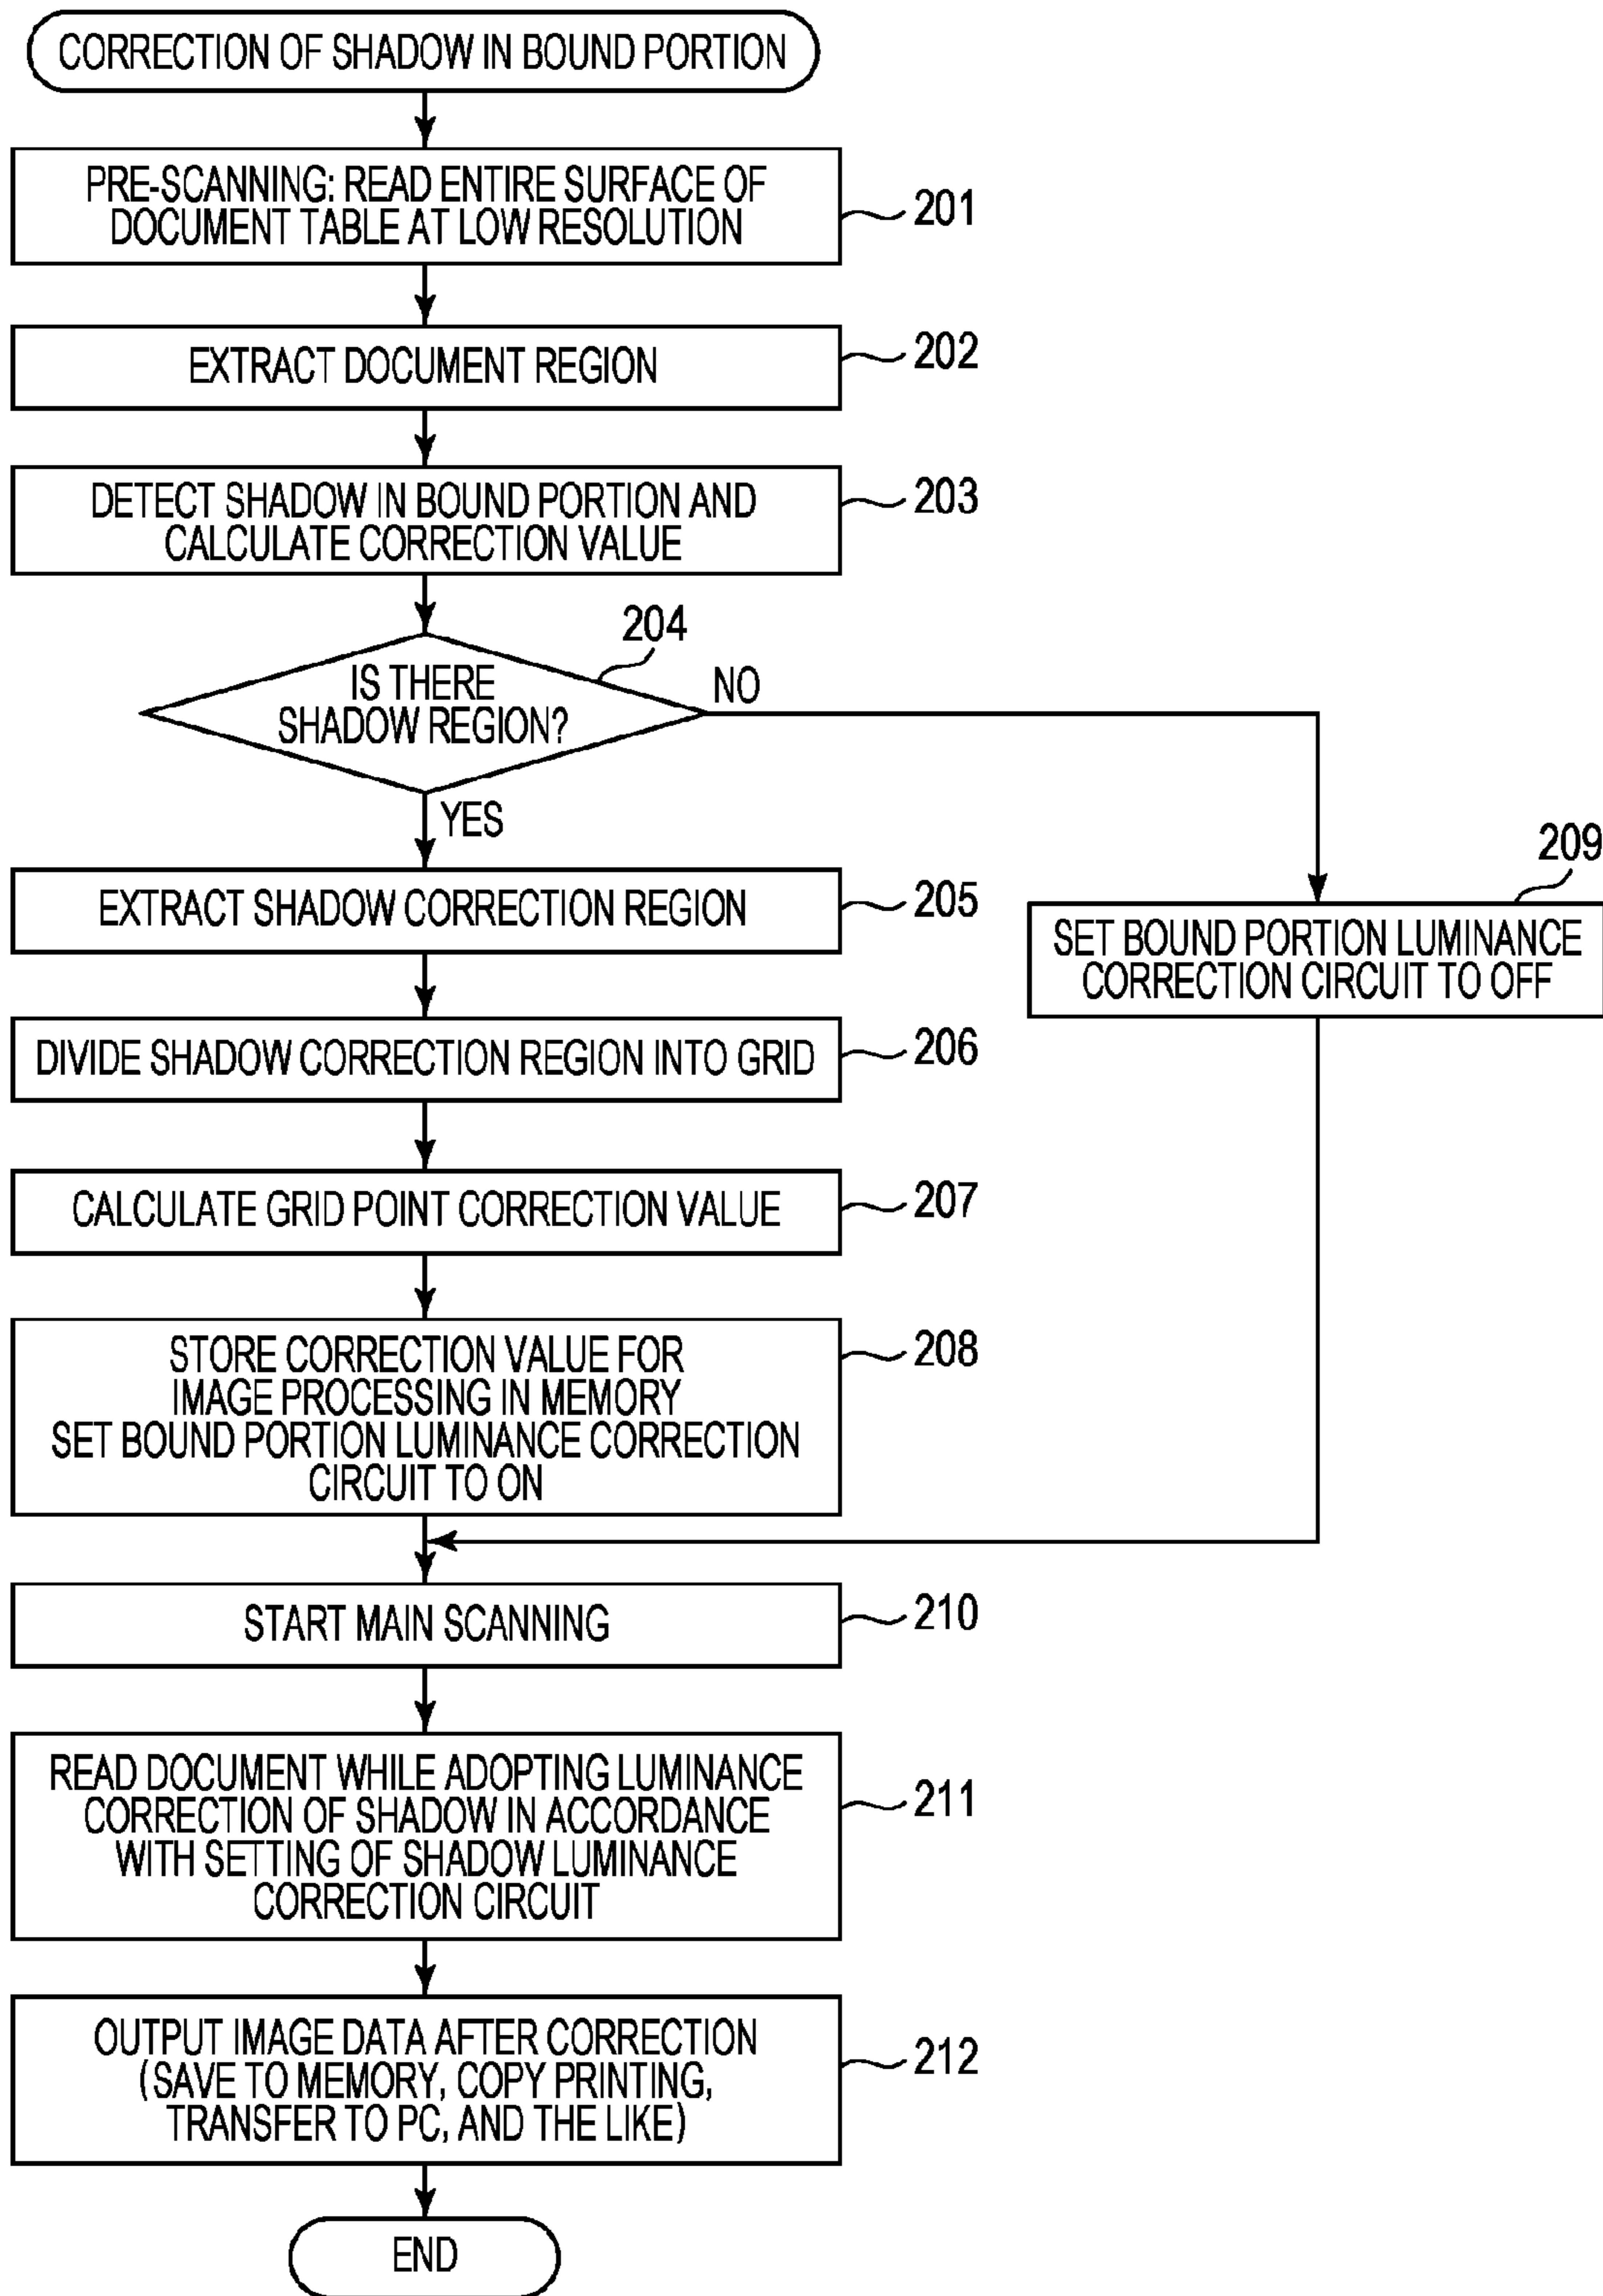 CORRECTION OF SHADOW IN BOUND PORTION
PRE-SCANNING: READ ENTIRE SURFACE OF
DOCUMENT TABLE AT LOW RESOLUTION
201
EXTRACT DOCUMENT REGION
202
DETECT SHADOW IN BOUND PORTION AND
CALCULATE CORRECTION VALUE
203
204
IS THERE
SHADOW REGION?
NO
YES
EXTRACT SHADOW CORRECTION REGION
205
209
SET BOUND PORTION LUMINANCE
CORRECTION CIRCUIT TO OFF
DIVIDE SHADOW CORRECTION REGION INTO GRID
206
CALCULATE GRID POINT CORRECTION VALUE
207
STORE CORRECTION VALUE FOR
IMAGE PROCESSING IN MEMORY
SET BOUND PORTION LUMINANCE CORRECTION
CIRCUIT TO ON
208
START MAIN SCANNING
210
READ DOCUMENT WHILE ADOPTING LUMINANCE
CORRECTION OF SHADOW IN ACCORDANCE
WITH SETTING OF SHADOW LUMINANCE
CORRECTION CIRCUIT
211
OUTPUT IMAGE DATA AFTER CORRECTION
(SAVE TO MEMORY, COPY PRINTING,
TRANSFER TO PC, AND THE LIKE)
212
END